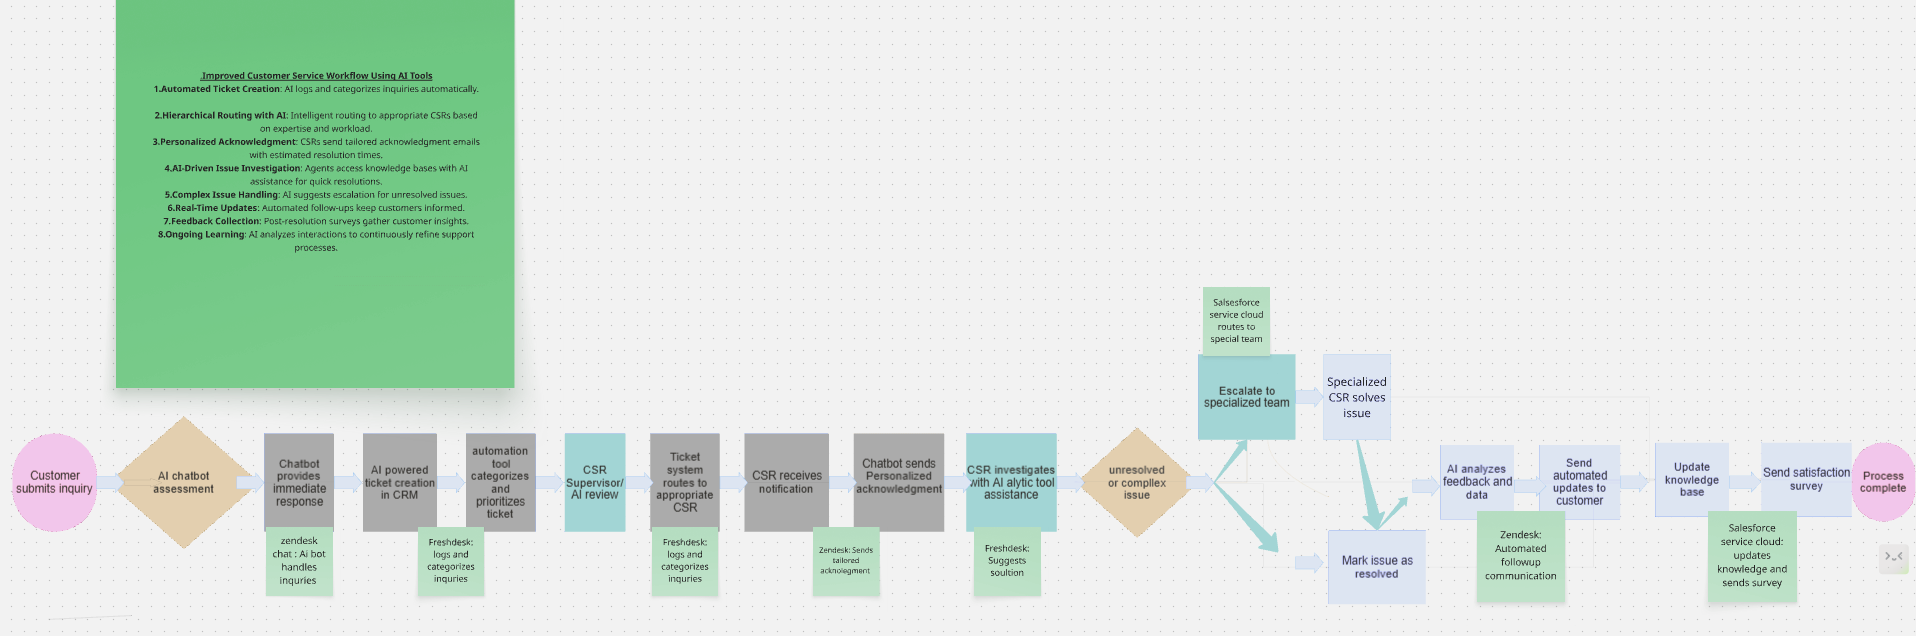 .Improved Customer Service Workflow Using AI Tools
1.Automated Ticket Creation: AI logs and categorizes inquiries automatically.
2.Hierarchical Routing with AI: Intelligent routing to appropriate CSRs based
on expertise and workload.
3.Personalized Acknowledgment: CSRs send tailored acknowledgment emails
with estimated resolution times.
4.AI-Driven Issue Investigation: Agents access knowledge bases with AI
assistance for quick resolutions.
5.Complex Issue Handling: AI suggests escalation for unresolved issues.
6.Real-Time Updates: Automated follow-ups keep customers informed.
7.Feedback Collection: Post-resolution surveys gather customer insights.
8.Ongoing Learning: AI analyzes interactions to continuously refine support
processes.
Customer
submits inquiry
AI chatbot
assessment
Chatbot
provides
immediate
response
zendesk
chat : Ai bot
handles
inquries
AI powered
ticket creation
in CRM
automation
tool
categorizes
and
prioritizes
ticket
Freshdesk:
logs and
categorizes
inquries
CSR
Supervisor/
AI review
Ticket
system
routes to
appropriate
CSR
Freshdesk:
logs and
categorizes
inquries
CSR receives
notification
Chatbot sends
Personalized
acknowledgment
Zendesk: Sends
tailored
acknolegment
CSR investigates
with AI alytic tool
assistance
Freshdesk:
Suggests
soultion
unresolved
or complex
issue
Salsesforce
service cloud
routes to
special team
Escalate to
specialized team
Specialized
CSR solves
issue
Mark issue as
resolved
AI analyzes
feedback and
data
Send
automated
updates to
customer
Zendesk:
Automated
followup
communication
Update
knowledge
base
Send satisfaction
survey
Salesforce
service cloud:
updates
knowledge and
sends survey
Process
complete